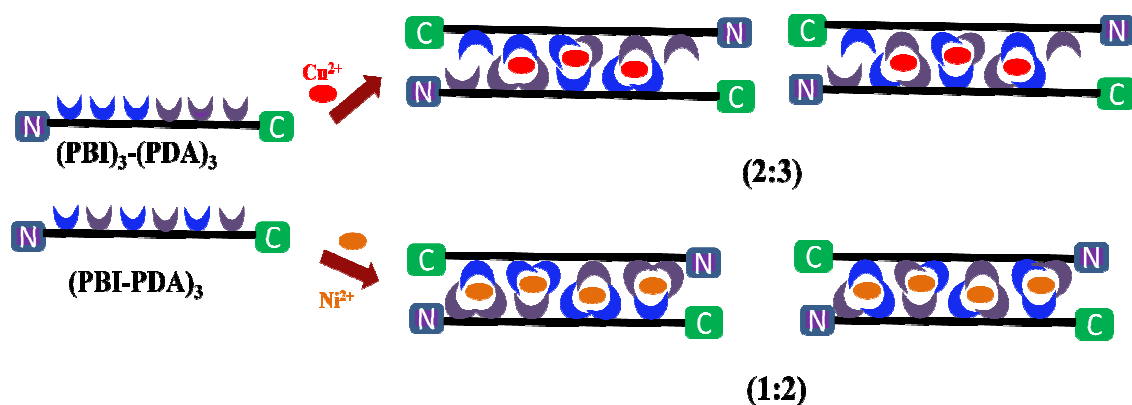 C N
C N
Cu²⁺
N C
N C
N C
(PBI)₃-(PDA)₃
(2:3)
N C
(PBI-PDA)₃
Ni²⁺
C N
C N
N C
N C
(1:2)